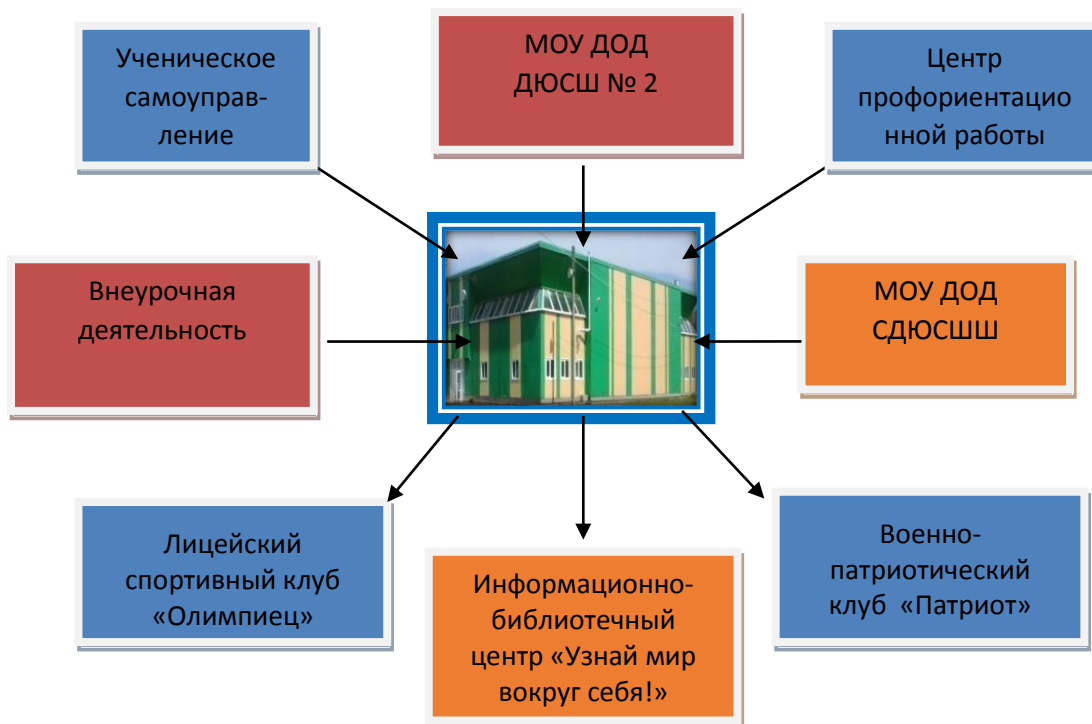 Ученическое
самоуправ-
ление
МОУ ДОД
ДЮСШ № 2
Центр
профориентацио
нной работы
Внеурочная
деятельность
МОУ ДОД
СДЮСШШ
Лицейский
спортивный клуб
«Олимпиец»
Информационно-
библиотечный
центр «Узнай мир
вокруг себя!»
Военно-
патриотический
клуб «Патриот»